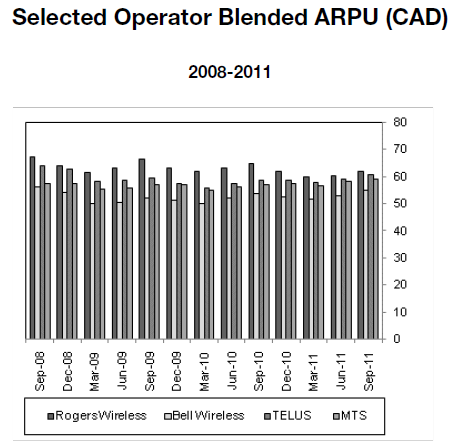 Selected Operator Blended ARPU (CAD)
2008-2011
80
70
60
50
40
30
20
10
0
Sep-08
Dec-08
Mar-09
Jun-09
Sep-09
Dec-09
Mar-10
Jun-10
Sep-10
Dec-10
Mar-11
Jun-11
Sep-11
Rogers Wireless Bell Wireless TELUS MTS